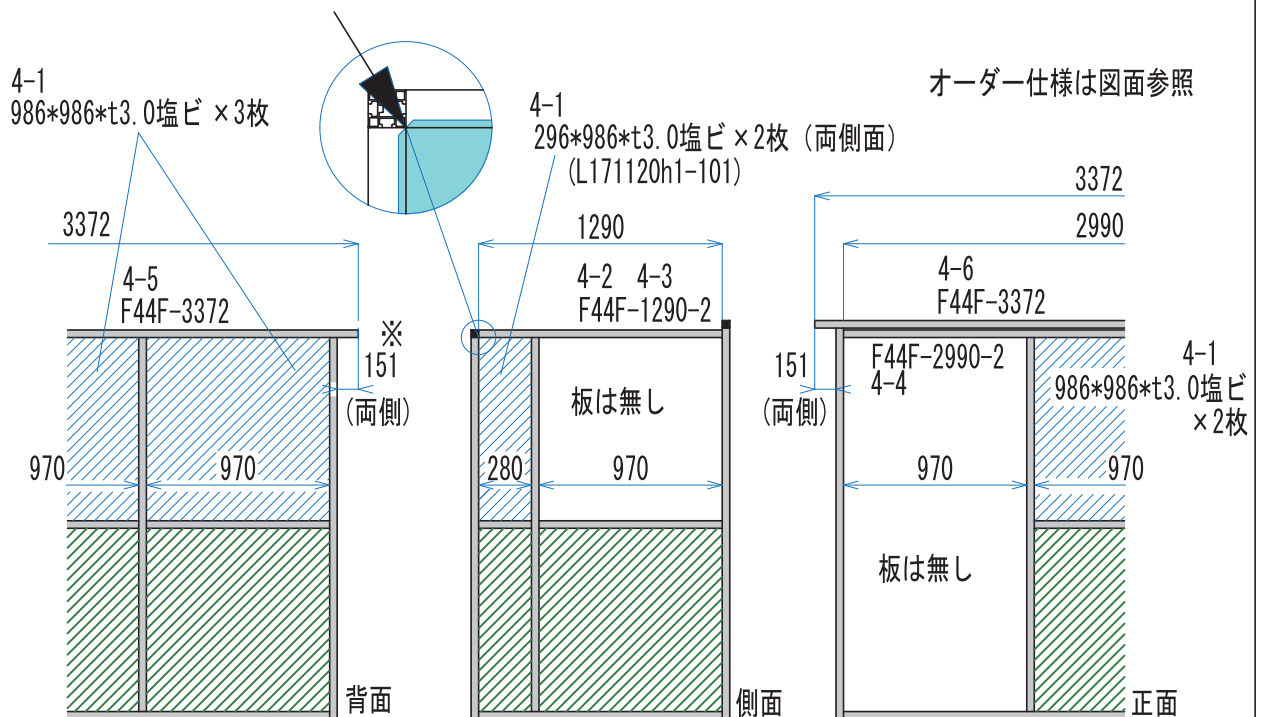 オーダー仕様は図面参照
4-1
986*986*t3.0塩ビ ×3枚
4-1
296*986*t3.0塩ビ ×2枚 (両側面)
(L171120h1-101)
3372
4-5
F44F-3372
※
151
(両側)
970
970
背面
1290
4-2 4-3
F44F-1290-2
板は無し
280
970
側面
3372
2990
4-6
F44F-3372
151
(両側)
F44F-2990-2
4-4
4-1
986*986*t3.0塩ビ
×2枚
970
970
板は無し
正面